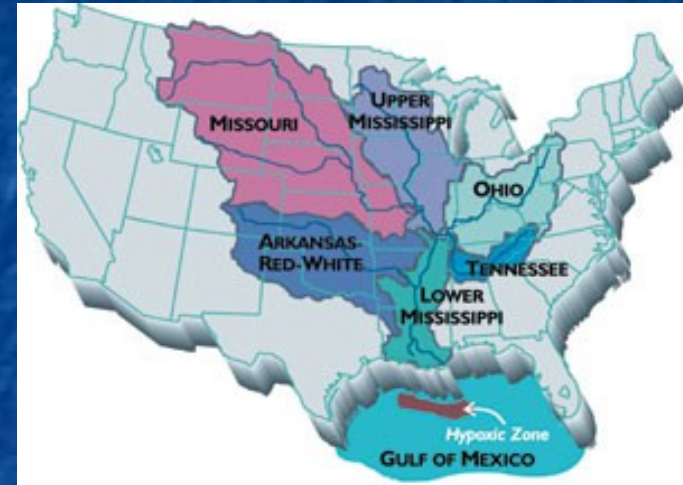 UPPER
MISSISSIPPI
MISSOURI
OHIO
ARKANSAS-
RED-WHITE
TENNESSEE
LOWER
MISSISSIPPI
Hypoxic Zone
GULF OF MEXICO